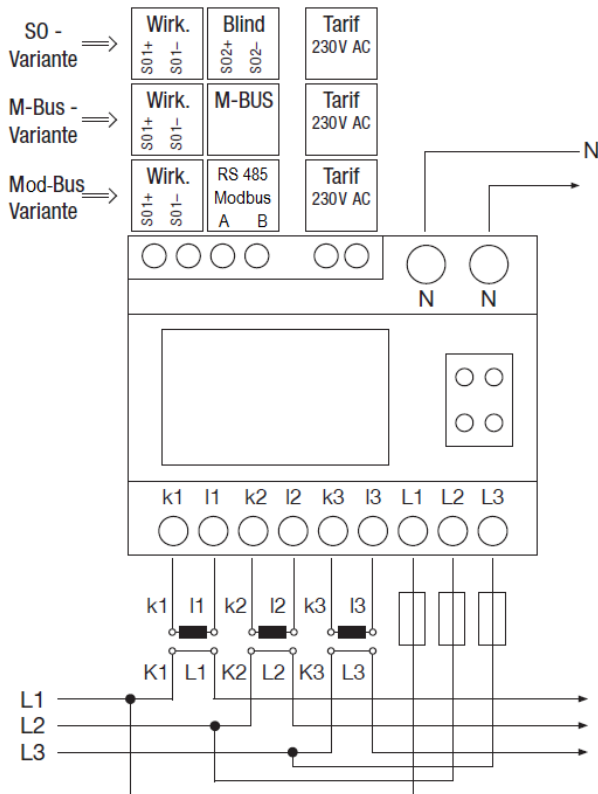 SO -
Variante
Wirk.
S01+
S01–
Blind
S02+
S02–
Tarif
230V AC
M-Bus -
Variante
Wirk.
S01+
S01–
M-BUS
Tarif
230V AC
Mod-Bus
Variante
Wirk.
S01+
S01–
RS 485
Modbus
A B
Tarif
230V AC
N
N N
k1 l1 k2 l2 k3 l3 L1 L2 L3
k1 l1 k2 l2 k3 l3
K1 L1 K2 L2 K3 L3
L1
L2
L3